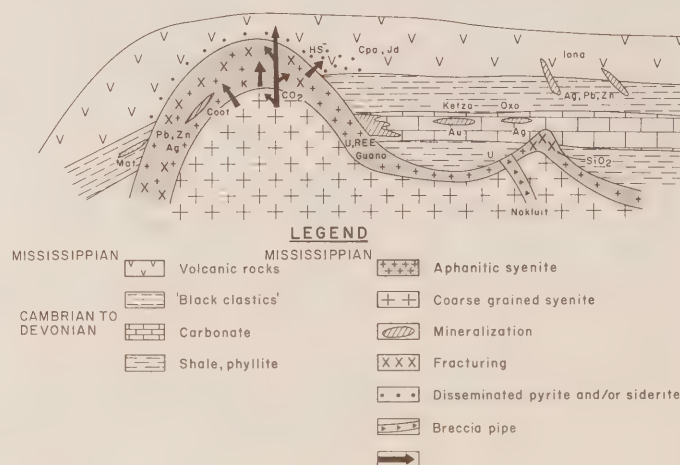 HS⁻ Cpa, Jd
Iona
Ag, Pb, Zn
CO₂
Coot
Ketza Oxo
Au Ag
Pb, Zn
Ag
Mat
U, REE
Guano
U
SiO₂
Nokluit
LEGEND
MISSISSIPPIAN
Volcanic rocks
'Black clastics'
CAMBRIAN TO
DEVONIAN
Carbonate
Shale, phyllite
MISSISSIPPIAN
Aphanitic syenite
Coarse grained syenite
Mineralization
Fracturing
Disseminated pyrite and/or siderite
Breccia pipe